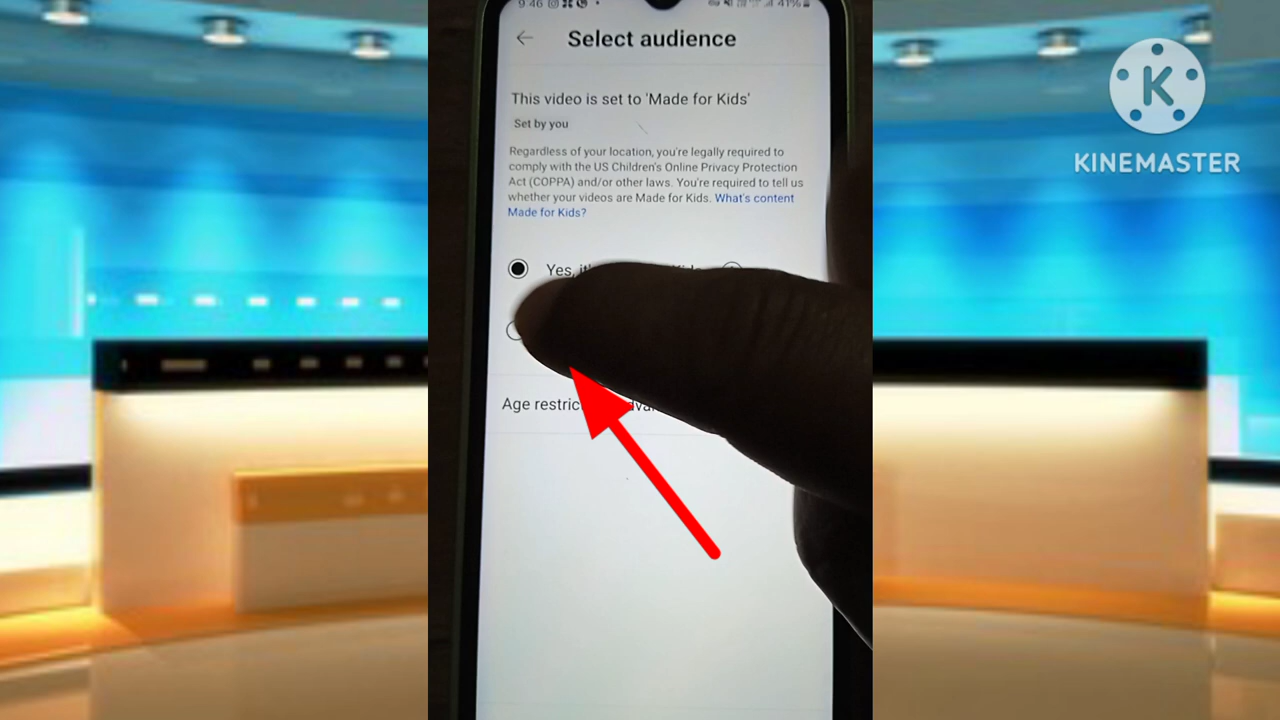 9:46
41%
Select audience
This video is set to 'Made for Kids'
Set by you
Regardless of your location, you're legally required to
comply with the US Children's Online Privacy Protection
Act (COPPA) and/or other laws. You're required to tell us
whether your videos are Made for Kids. What's content
Made for Kids?
Yes,
Age
K
KINEMASTER